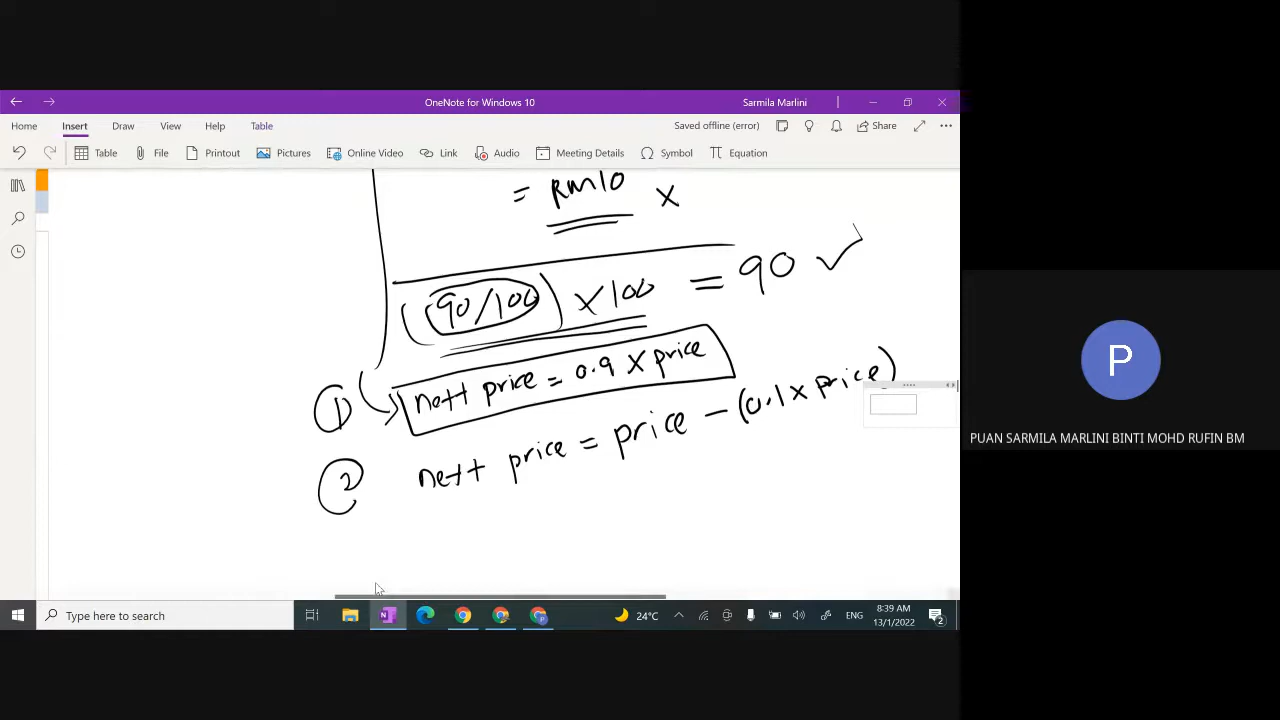 OneNote for Windows 10
Sarmila Marlini
Home Insert Draw View Help Table
Saved offline (error) Share
Table File Printout Pictures Online Video Link Audio Meeting Details Symbol Equation
= RM10 X
(90/100) X 100 = 90 ✓
① nett price = 0.9 X price
② nett price = price - (0.1 x price)
PUAN SARMILA MARLINI BINTI MOHD RUFIN BM
P
Type here to search
24°C
ENG
8:39 AM
13/1/2022
2